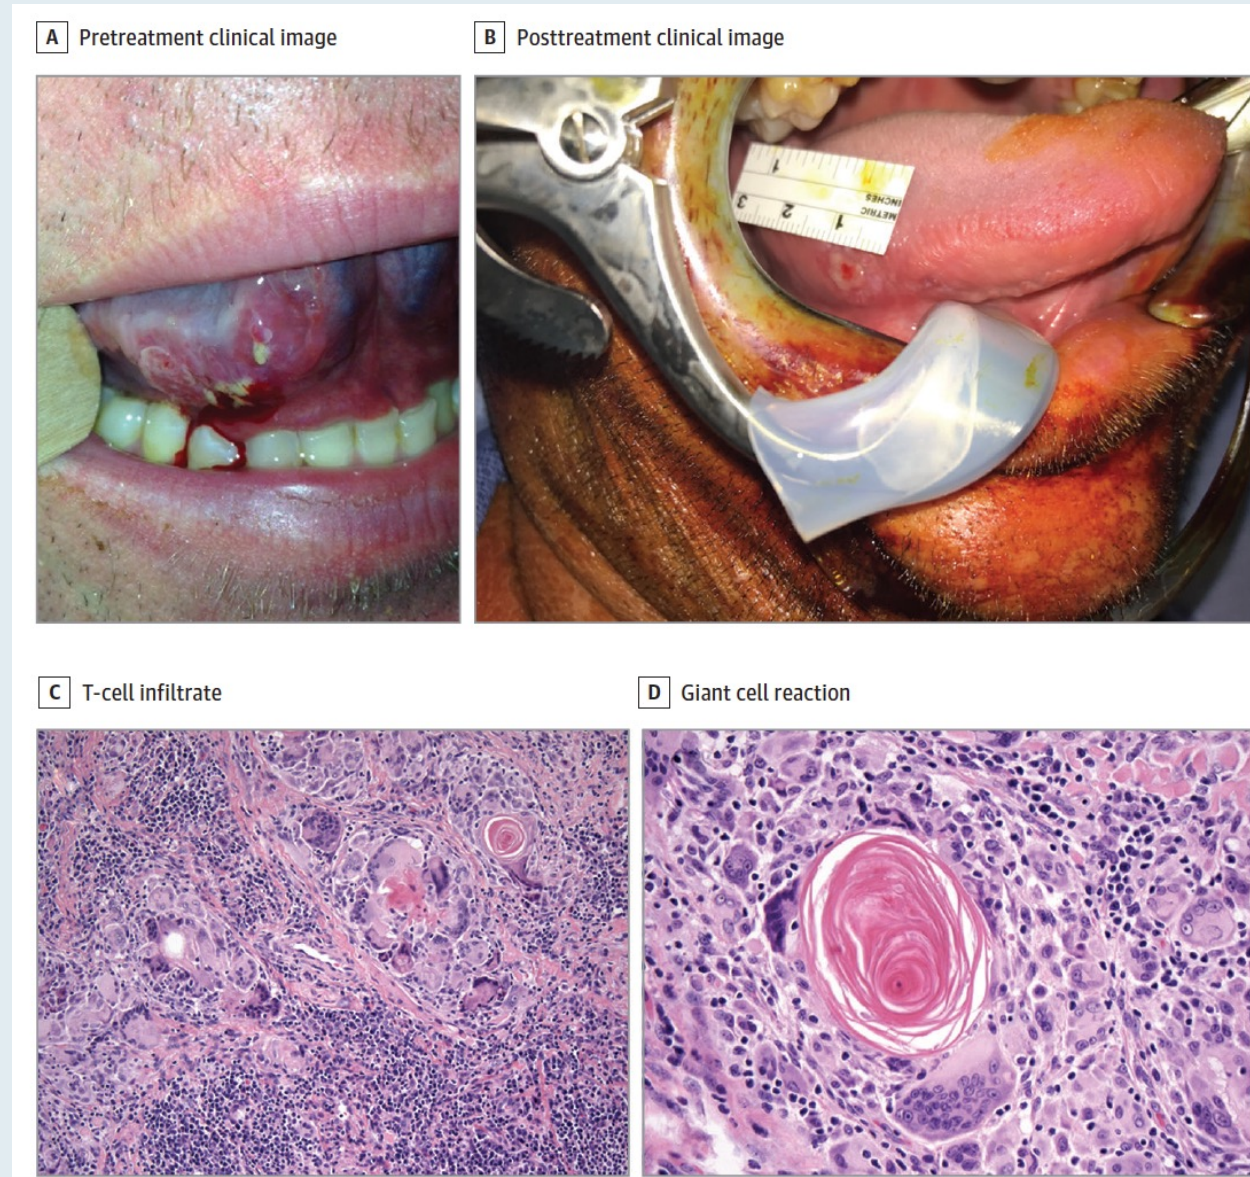 A Pretreatment clinical image
B Posttreatment clinical image
1
INCHES
METRIC
3 2 1
C T-cell infiltrate
D Giant cell reaction